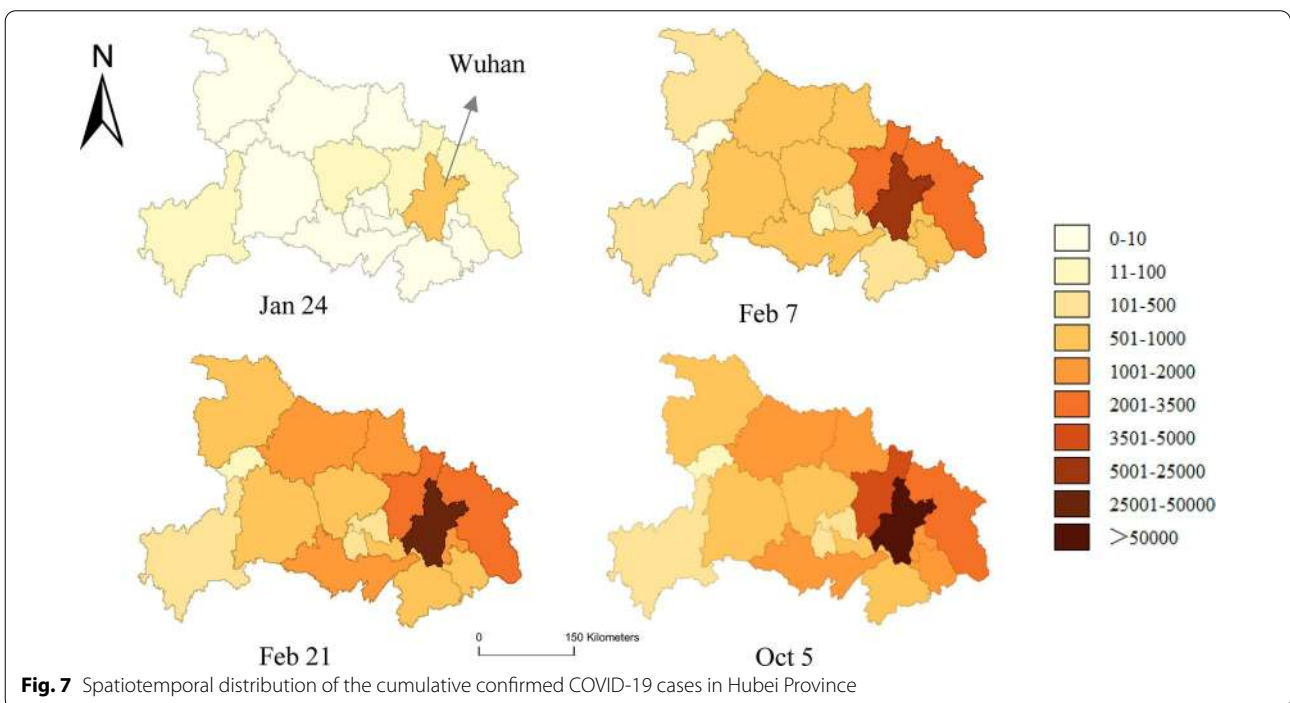 N
Wuhan
Jan 24
Feb 7
0-10
11-100
101-500
501-1000
1001-2000
2001-3500
3501-5000
5001-25000
25001-50000
>50000
Feb 21
0 150 Kilometers
Oct 5
Fig. 7 Spatiotemporal distribution of the cumulative confirmed COVID-19 cases in Hubei Province